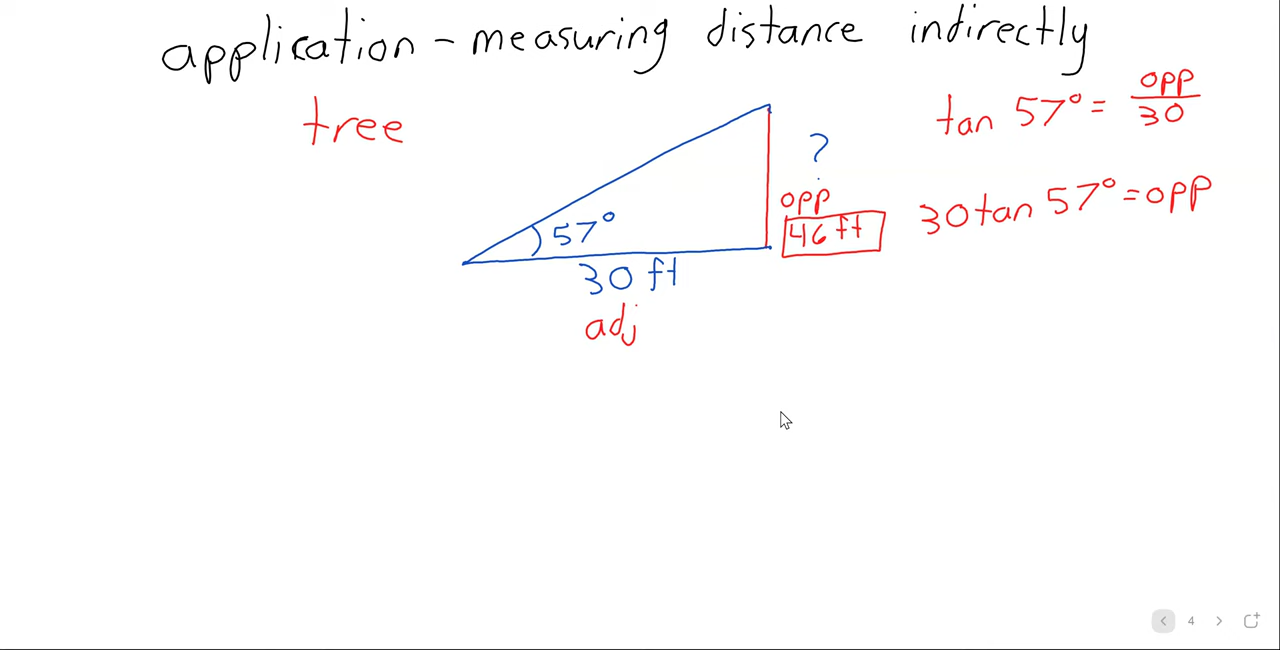 application - measuring distance indirectly
tree
tan 57° = opp/30
?
opp
46 ft
30 tan 57° = opp
57°
30 ft
adj
4